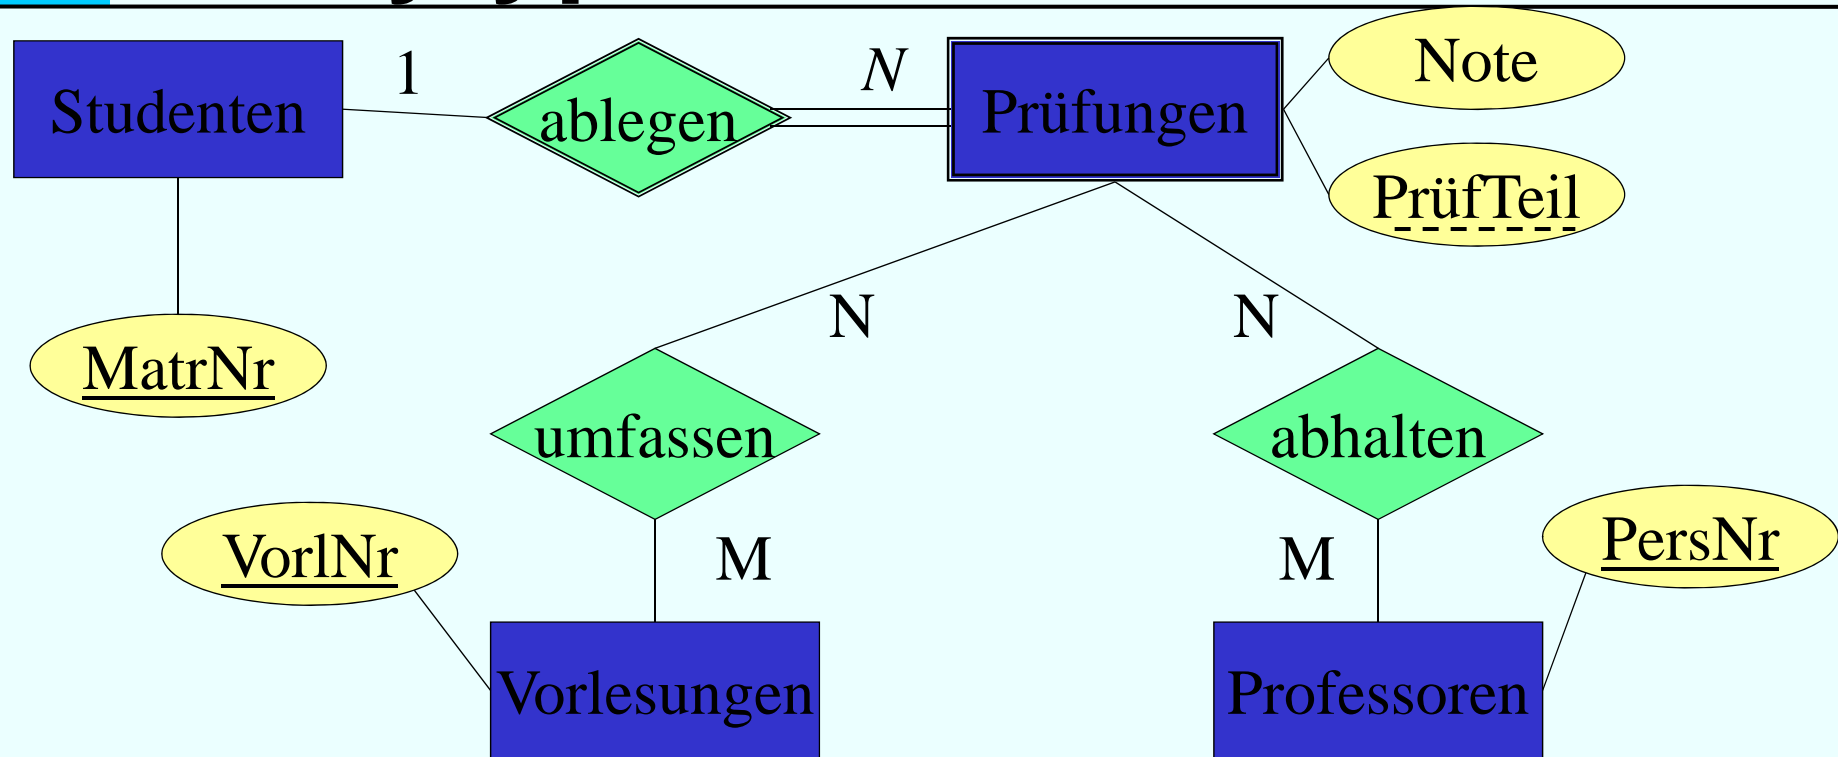 Studenten
1
ablegen
N
Prüfungen
Note
PrüfTeil
N
N
MatrNr
umfassen
abhalten
VorlNr
M
M
PersNr
Vorlesungen
Professoren